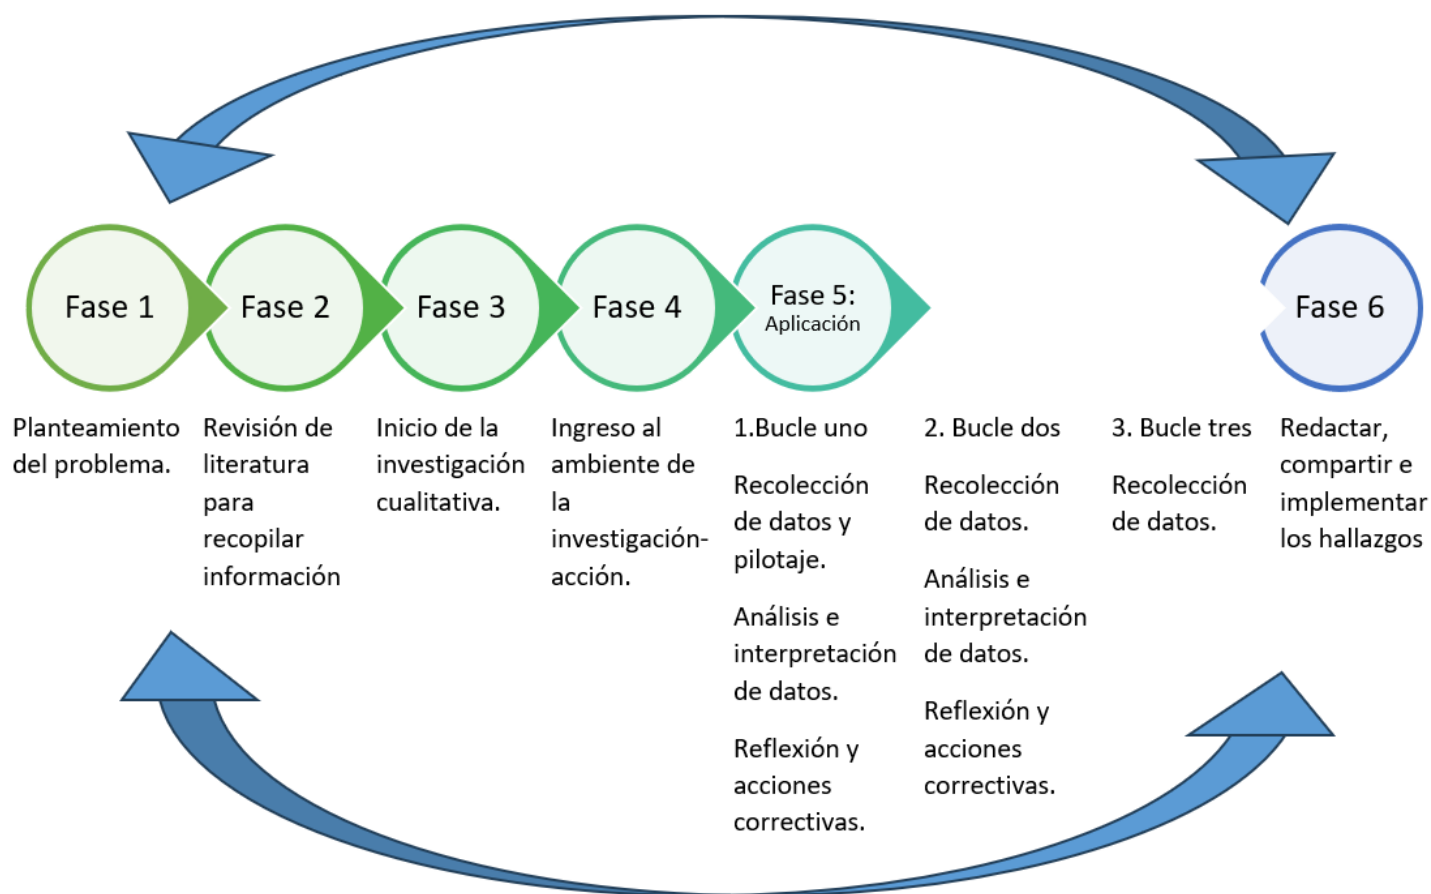 Fase 1
Fase 2
Fase 3
Fase 4
Fase 5:
Aplicación
Fase 6
Planteamiento
del problema.
Revisión de
literatura
para
recopilar
información
Inicio de la
investigación
cualitativa.
Ingreso al
ambiente de
la
investigación-
acción.
1.Bucle uno
Recolección
de datos y
pilotaje.
Análisis e
interpretación
de datos.
Reflexión y
acciones
correctivas.
2. Bucle dos
Recolección
de datos.
Análisis e
interpretación
de datos.
Reflexión y
acciones
correctivas.
3. Bucle tres
Recolección
de datos.
Redactar,
compartir e
implementar
los hallazgos